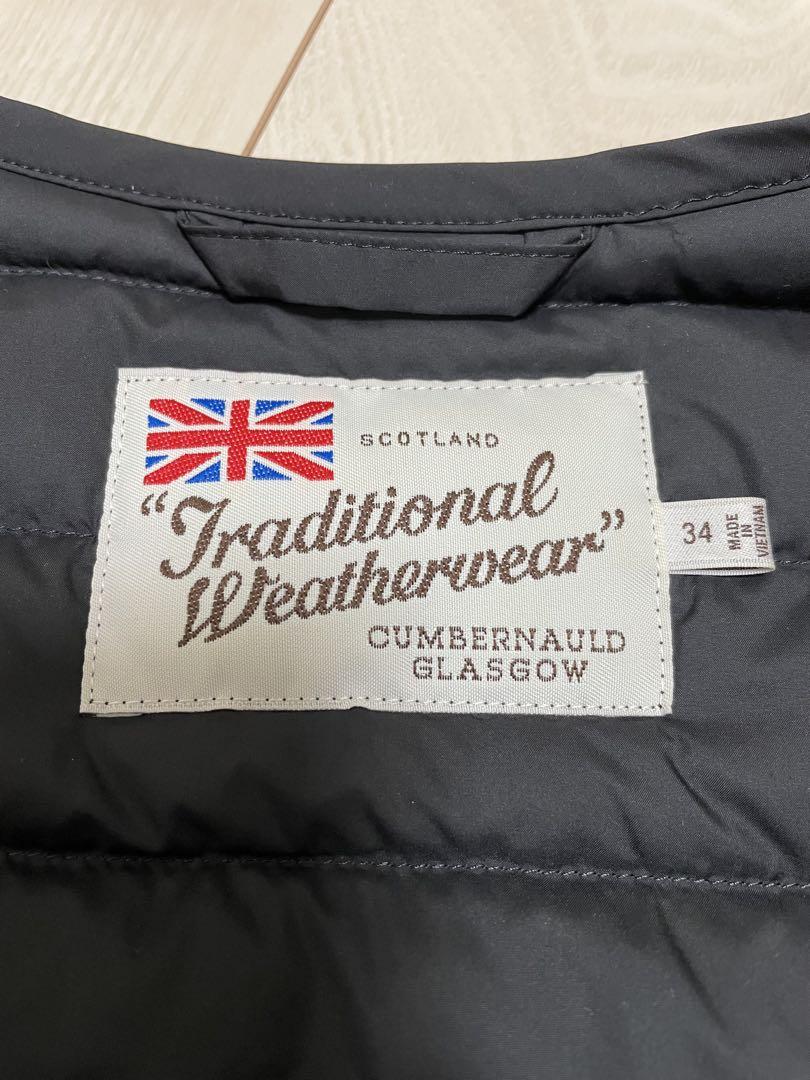 SCOTLAND
"Traditional
Weatherwear"
CUMBERNAULD
GLASGOW
34
MADE
IN
VIETNAM